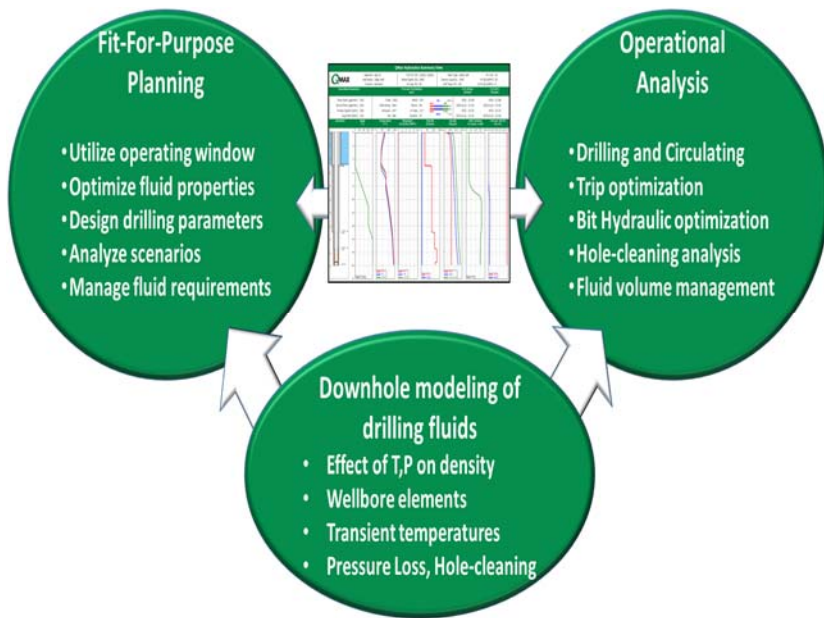 Fit-For-Purpose
Planning
• Utilize operating window
• Optimize fluid properties
• Design drilling parameters
• Analyze scenarios
• Manage fluid requirements
QMAX
Operational
Analysis
• Drilling and Circulating
• Trip optimization
• Bit Hydraulic optimization
• Hole-cleaning analysis
• Fluid volume management
Downhole modeling of
drilling fluids
• Effect of T,P on density
• Wellbore elements
• Transient temperatures
• Pressure Loss, Hole-cleaning